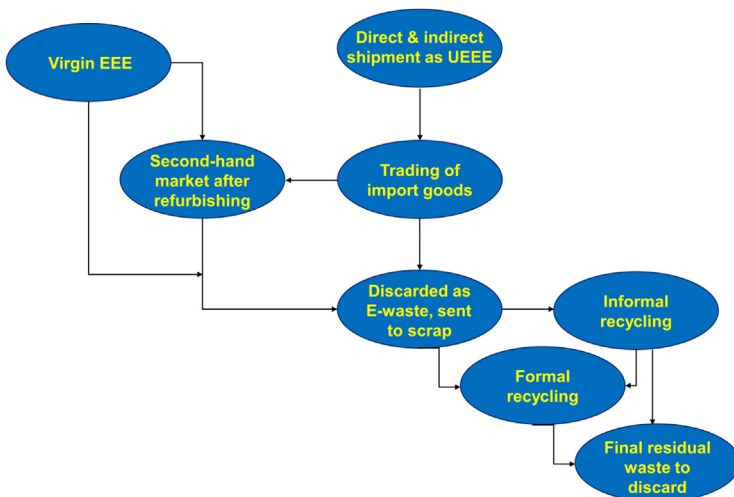 Virgin EEE
Direct & indirect
shipment as UEEE
Second-hand
market after
refurbishing
Trading of
import goods
Discarded as
E-waste, sent
to scrap
Informal
recycling
Formal
recycling
Final residual
waste to
discard